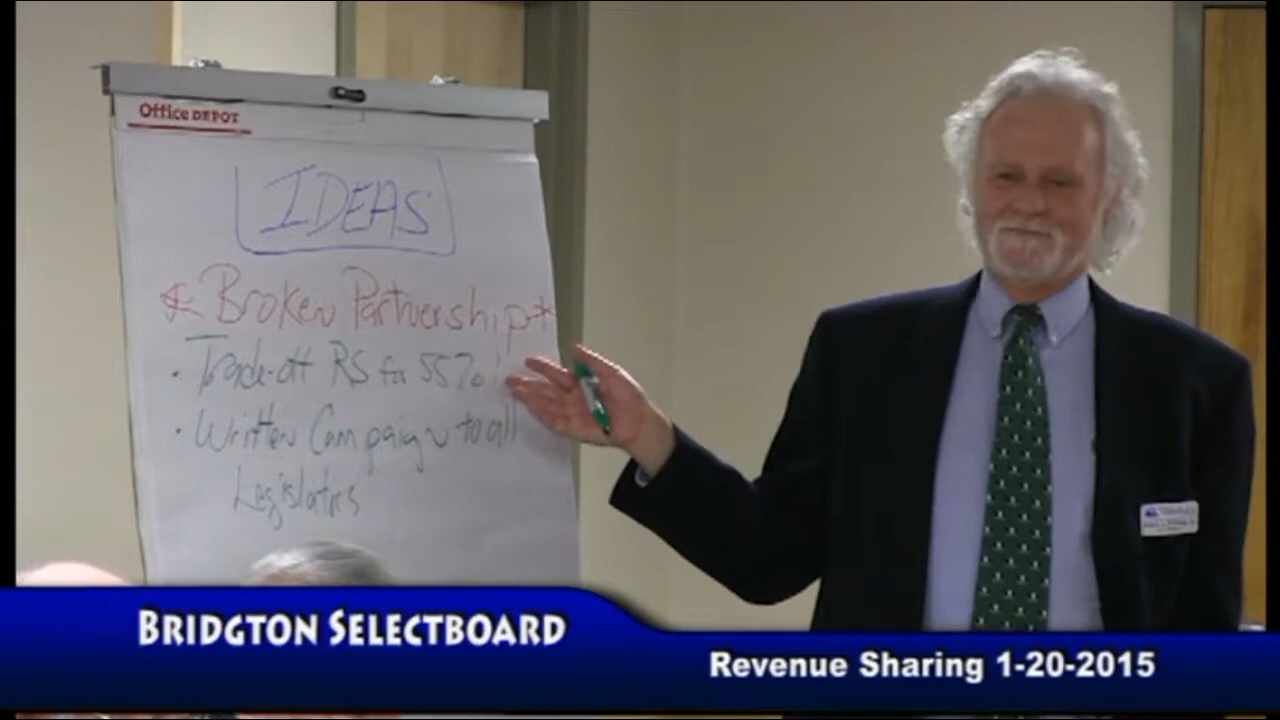 Office DEPOT
IDEAS
* Broken Partnership *
• Trade-off RS for 55%!
• Written Campaign to all
Legislators
BRIDGTON SELECTBOARD
Revenue Sharing 1-20-2015